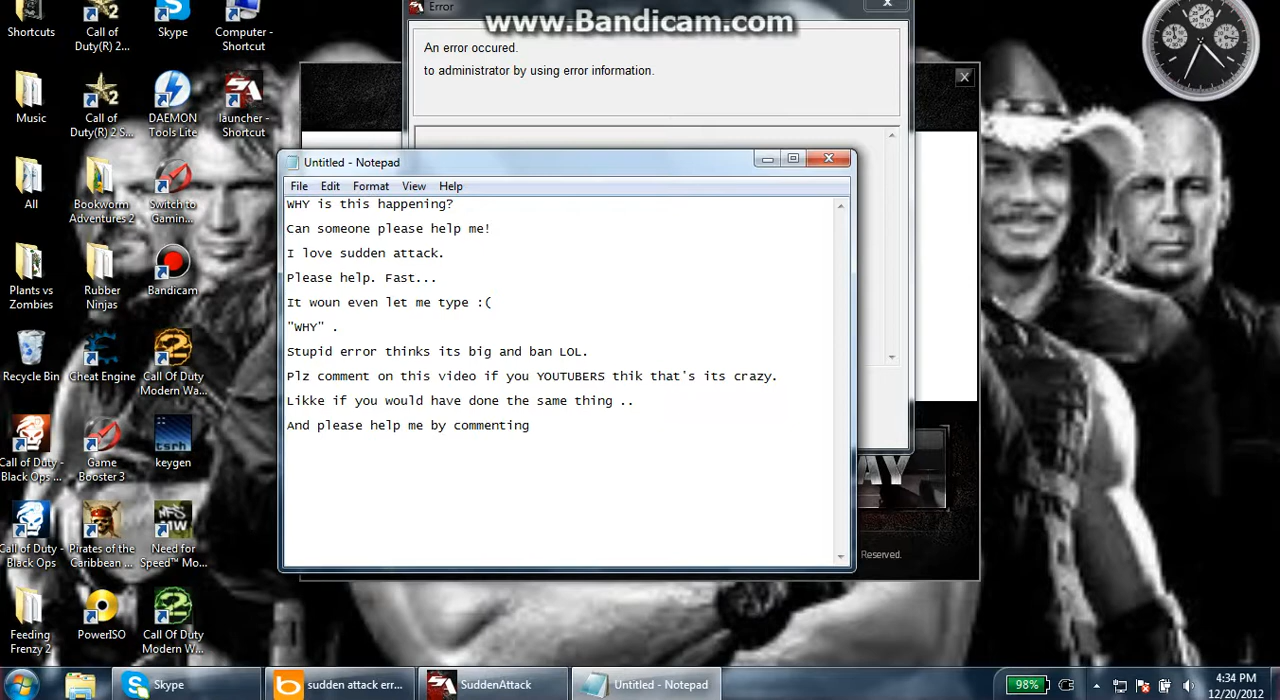 www.Bandicam.com
Error
An error occured.
to administrator by using error information.
Untitled - Notepad
File Edit Format View Help
WHY is this happening?
Can someone please help me!
I love sudden attack.
Please help. Fast...
It woun even let me type :(
"WHY" .
Stupid error thinks its big and ban LOL.
Plz comment on this video if you YOUTUBERS thik that's its crazy.
Likke if you would have done the same thing ..
And please help me by commenting
Shortcuts
Call of Duty(R) 2...
Skype
Computer - Shortcut
Music
Call of Duty(R) 2 S...
DAEMON Tools Lite
launcher - Shortcut
All
Bookworm Adventures 2
Switch to Gamin...
Plants vs Zombies
Rubber Ninjas
Bandicam
Recycle Bin
Cheat Engine
Call Of Duty Modern Wa...
Call of Duty - Black Ops ...
Game Booster 3
tsrh
keygen
Call of Duty - Black Ops
Pirates of the Caribbean ...
Need for Speed™ Mo...
Feeding Frenzy 2
PowerISO
Call Of Duty Modern W...
Reserved.
Skype
sudden attack err...
SuddenAttack
Untitled - Notepad
98%
4:34 PM
12/20/2012